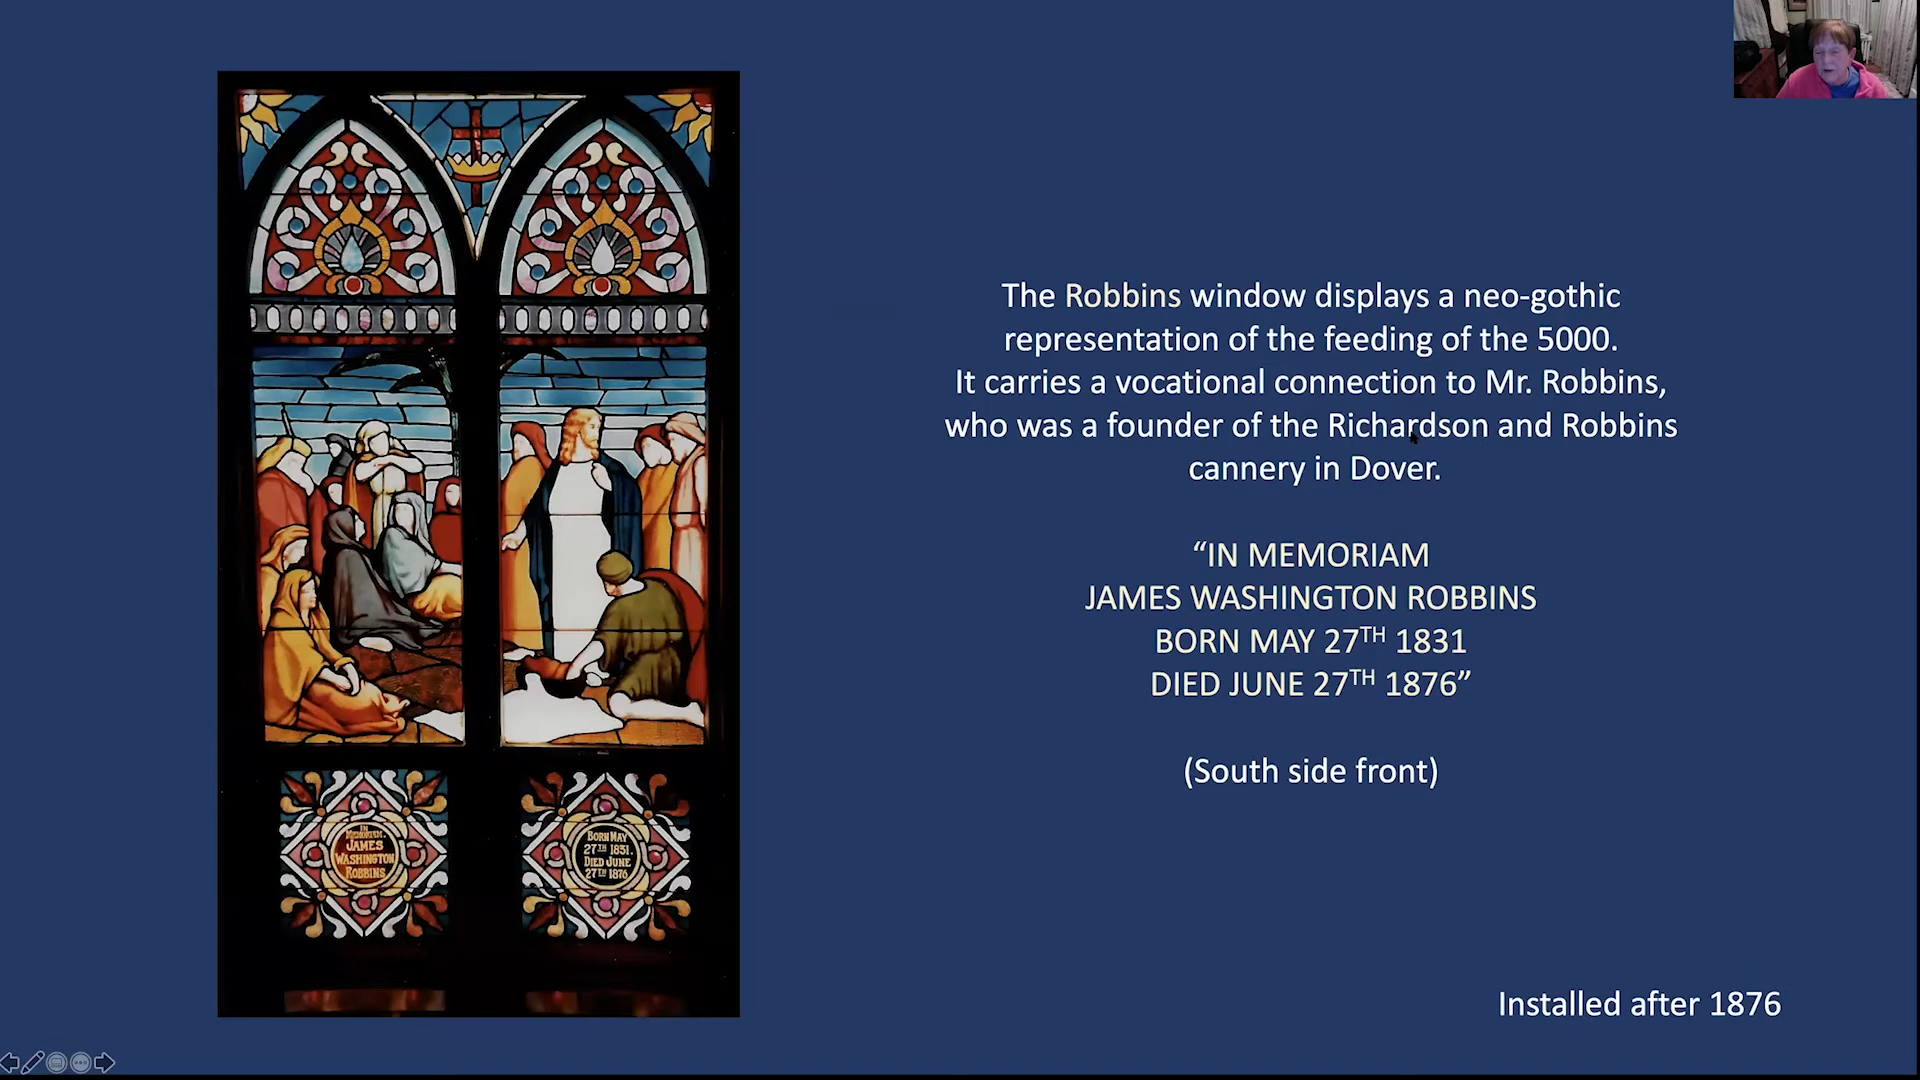 The Robbins window displays a neo-gothic
representation of the feeding of the 5000.
It carries a vocational connection to Mr. Robbins,
who was a founder of the Richardson and Robbins
cannery in Dover.
“IN MEMORIAM
JAMES WASHINGTON ROBBINS
BORN MAY 27TH 1831
DIED JUNE 27TH 1876”
(South side front)
IN
MEMORIAM.
JAMES
WASHINGTON
ROBBINS
BORN MAY
27TH 1831.
DIED JUNE
27TH 1876
Installed after 1876